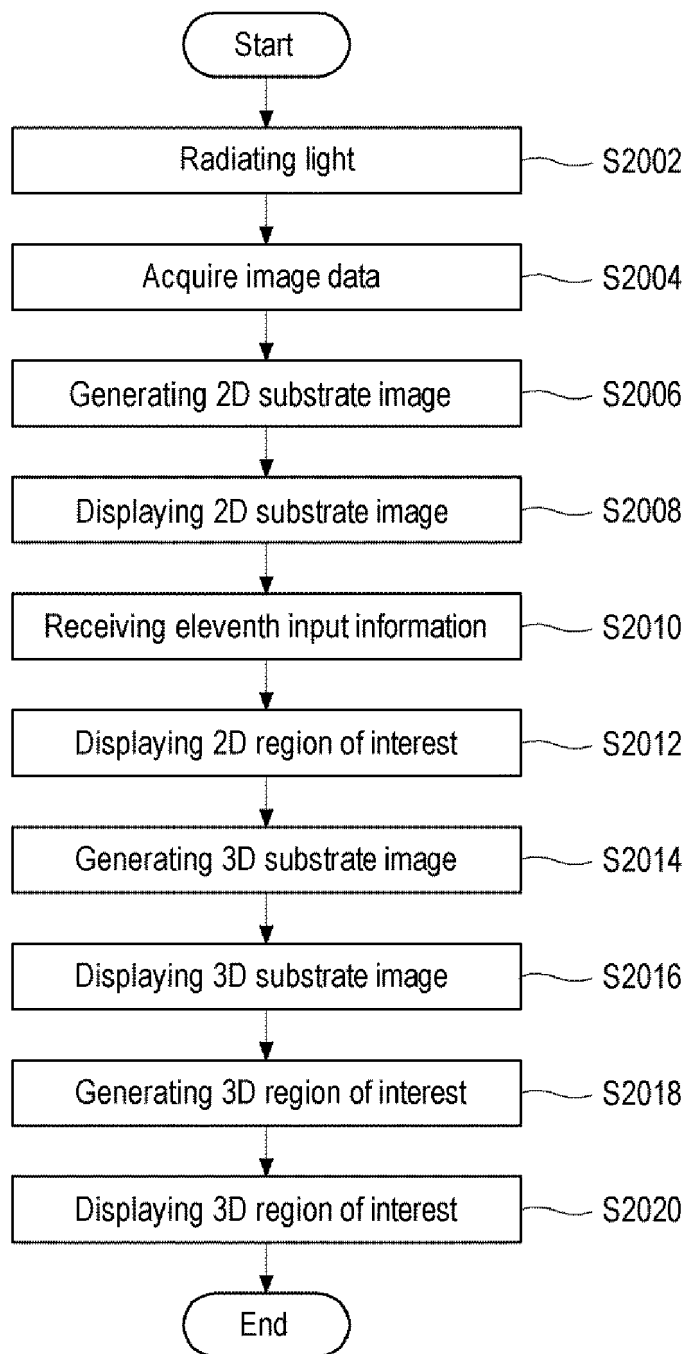 Start
Radiating light S2002
Acquire image data S2004
Generating 2D substrate image S2006
Displaying 2D substrate image S2008
Receiving eleventh input information S2010
Displaying 2D region of interest S2012
Generating 3D substrate image S2014
Displaying 3D substrate image S2016
Generating 3D region of interest S2018
Displaying 3D region of interest S2020
End